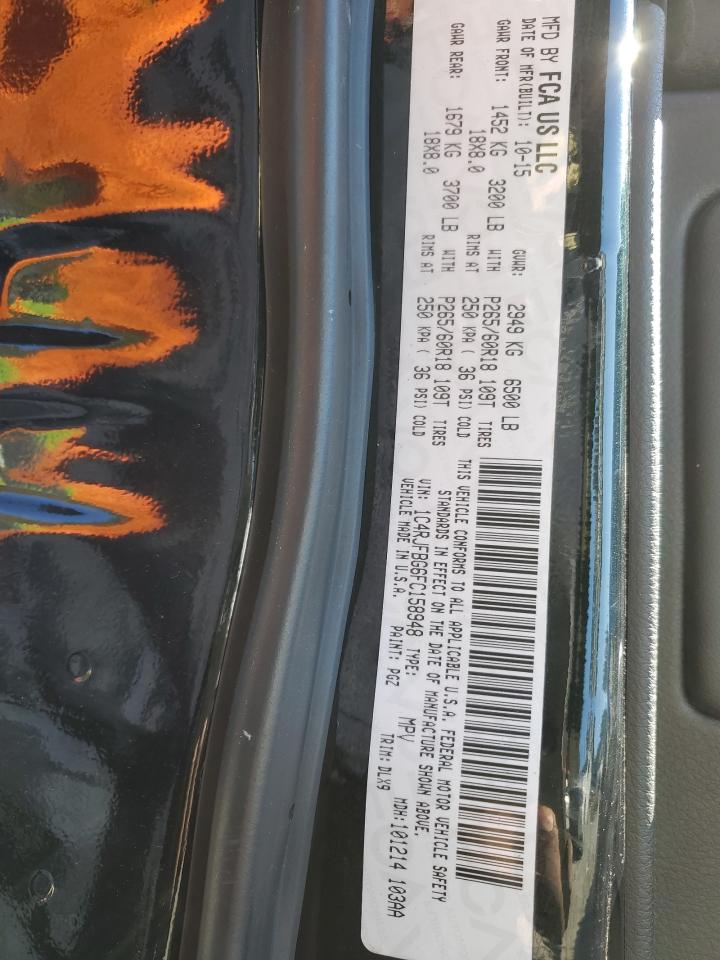 MFD BY FCA US LLC
DATE OF MFR(BUILT): 10-15 GVWR: 2949 KG 6500 LB
GAWR FRONT: 1452 KG 3200 LB WITH P265/60R18 109T TIRES
18X8.0 RIMS AT 250 KPA ( 36 PSI) COLD
GAWR REAR: 1679 KG 3700 LB WITH P265/60R18 109T TIRES
18X8.0 RIMS AT 250 KPA ( 36 PSI) COLD
THIS VEHICLE CONFORMS TO ALL APPLICABLE U.S.A. FEDERAL MOTOR VEHICLE SAFETY
STANDARDS IN EFFECT ON THE DATE OF MANUFACTURE SHOWN ABOVE.
VIN: 1C4RJFBG6FC158948 TYPE: MPV MDH:101214 103AA
VEHICLE MADE IN U.S.A. PAINT: PGZ TRIM: DLX9